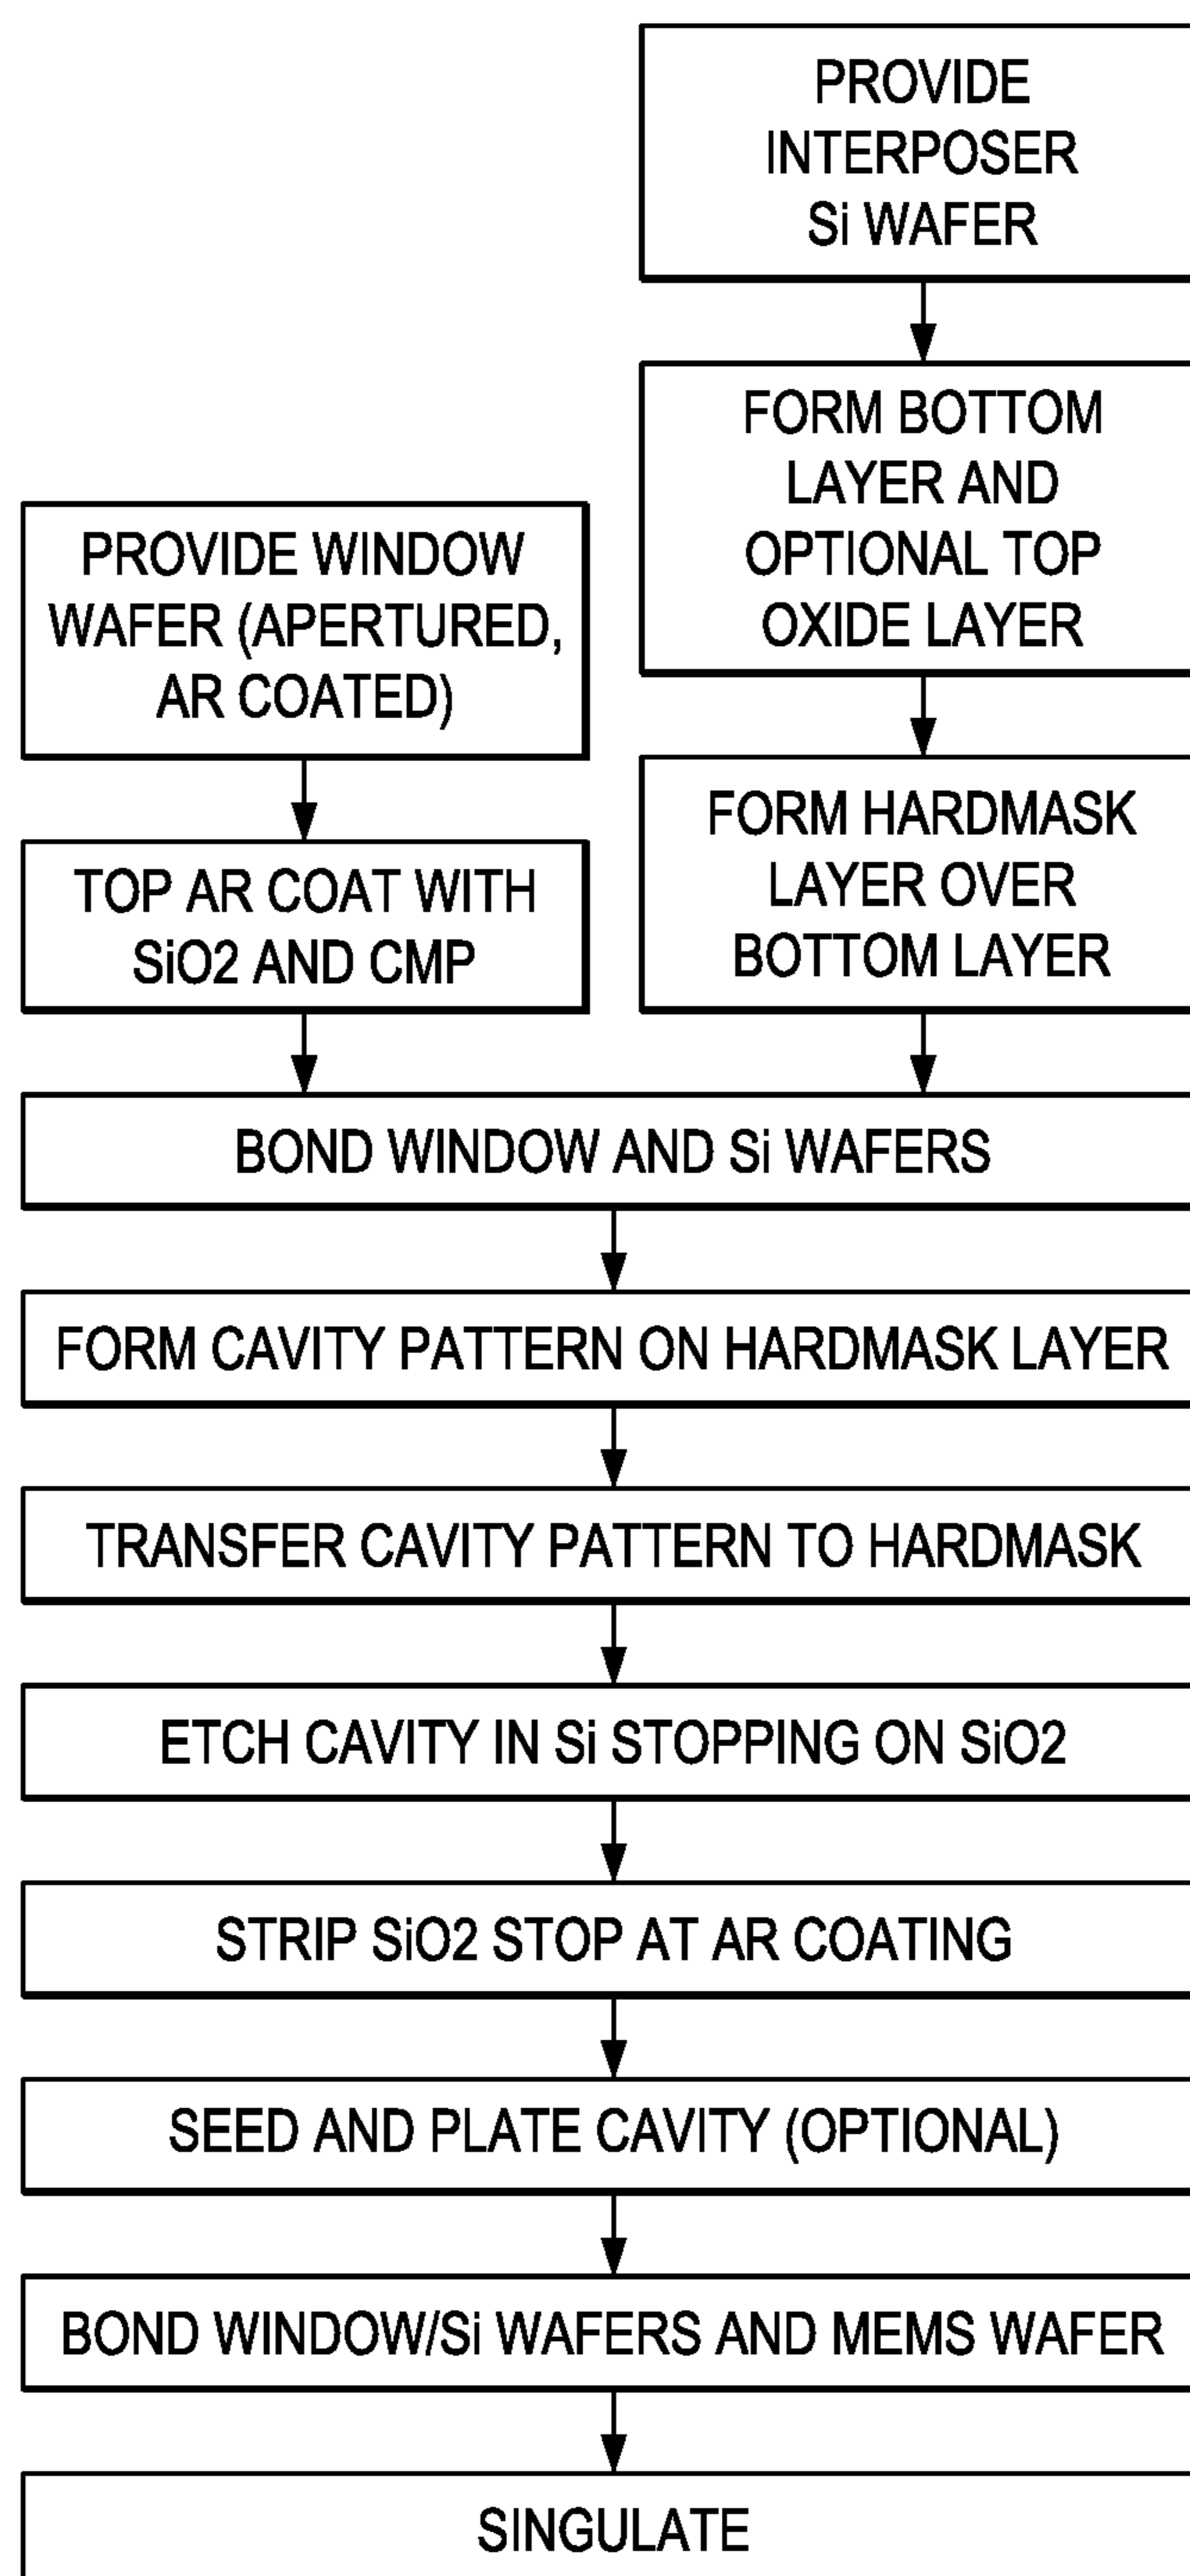 PROVIDE
INTERPOSER
Si WAFER
FORM BOTTOM
LAYER AND
OPTIONAL TOP
OXIDE LAYER
PROVIDE WINDOW
WAFER (APERTURED,
AR COATED)
FORM HARDMASK
LAYER OVER
BOTTOM LAYER
TOP AR COAT WITH
SiO2 AND CMP
BOND WINDOW AND Si WAFERS
FORM CAVITY PATTERN ON HARDMASK LAYER
TRANSFER CAVITY PATTERN TO HARDMASK
ETCH CAVITY IN Si STOPPING ON SiO2
STRIP SiO2 STOP AT AR COATING
SEED AND PLATE CAVITY (OPTIONAL)
BOND WINDOW/Si WAFERS AND MEMS WAFER
SINGULATE